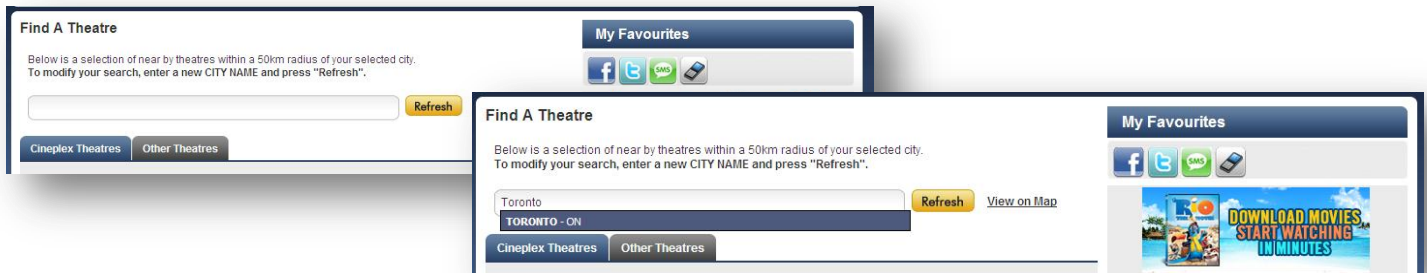 Find A Theatre
Below is a selection of near by theatres within a 50km radius of your selected city.
To modify your search, enter a new CITY NAME and press "Refresh".
Refresh
Cineplex Theatres
Other Theatres
My Favourites
f
t
SMS
Find A Theatre
Below is a selection of near by theatres within a 50km radius of your selected city.
To modify your search, enter a new CITY NAME and press "Refresh".
Toronto
Refresh
View on Map
TORONTO - ON
Cineplex Theatres
Other Theatres
My Favourites
f
t
SMS
RIO
DOWNLOAD MOVIES,
START WATCHING
IN MINUTES